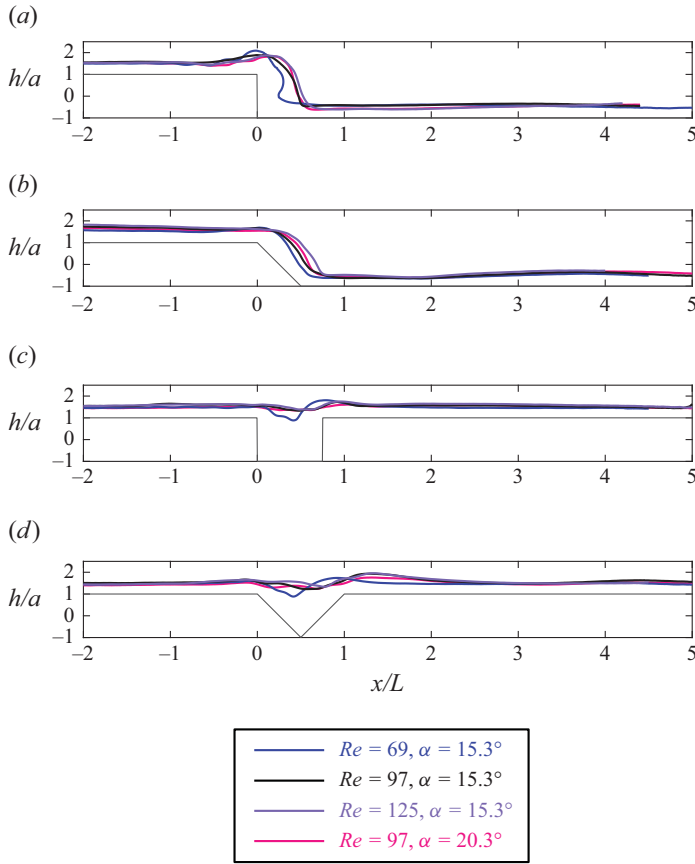 (a)
2
1
0
−1
h/a
−2 −1 0 1 2 3 4 5
(b)
2
1
0
−1
h/a
−2 −1 0 1 2 3 4 5
(c)
2
1
0
−1
h/a
−2 −1 0 1 2 3 4 5
(d)
2
1
0
−1
h/a
−2 −1 0 1 2 3 4 5
x/L
Re = 69, α = 15.3°
Re = 97, α = 15.3°
Re = 125, α = 15.3°
Re = 97, α = 20.3°